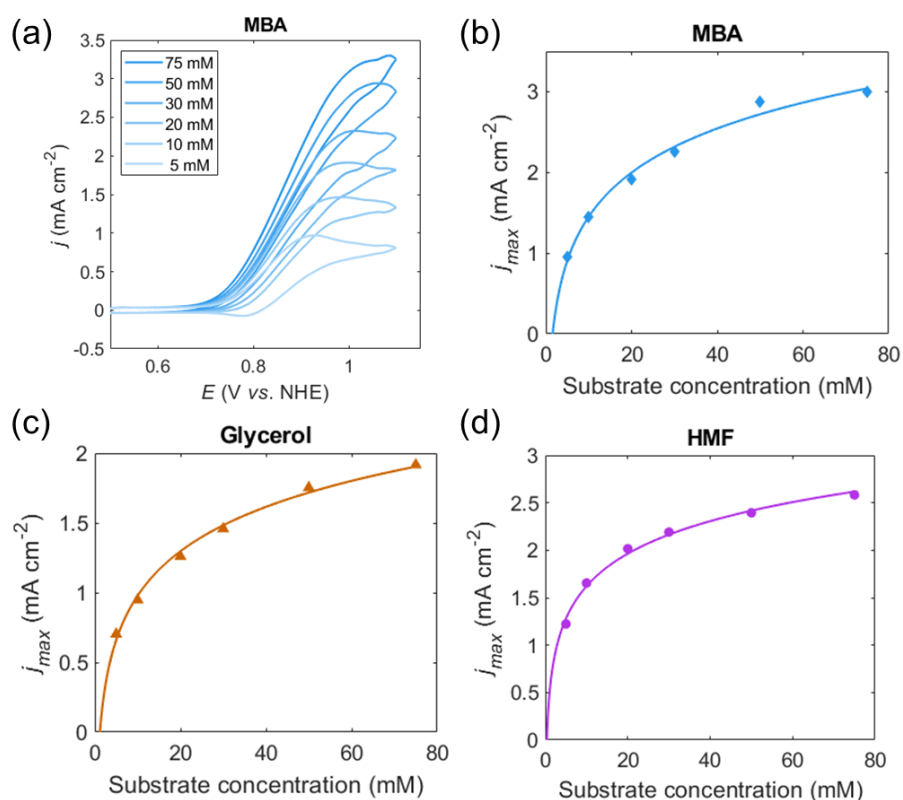 (a)
MBA
3.5
3
2.5
2
1.5
1
0.5
0
-0.5
j (mA cm-2)
75 mM
50 mM
30 mM
20 mM
10 mM
5 mM
0.6 0.8 1
E (V vs. NHE)
(b)
MBA
3
2
1
0
jmax (mA cm-2)
0 20 40 60 80
Substrate concentration (mM)
(c)
Glycerol
2
1.5
1
0.5
0
jmax (mA cm-2)
0 20 40 60 80
Substrate concentration (mM)
(d)
HMF
3
2.5
2
1.5
1
0.5
0
jmax (mA cm-2)
0 20 40 60 80
Substrate concentration (mM)